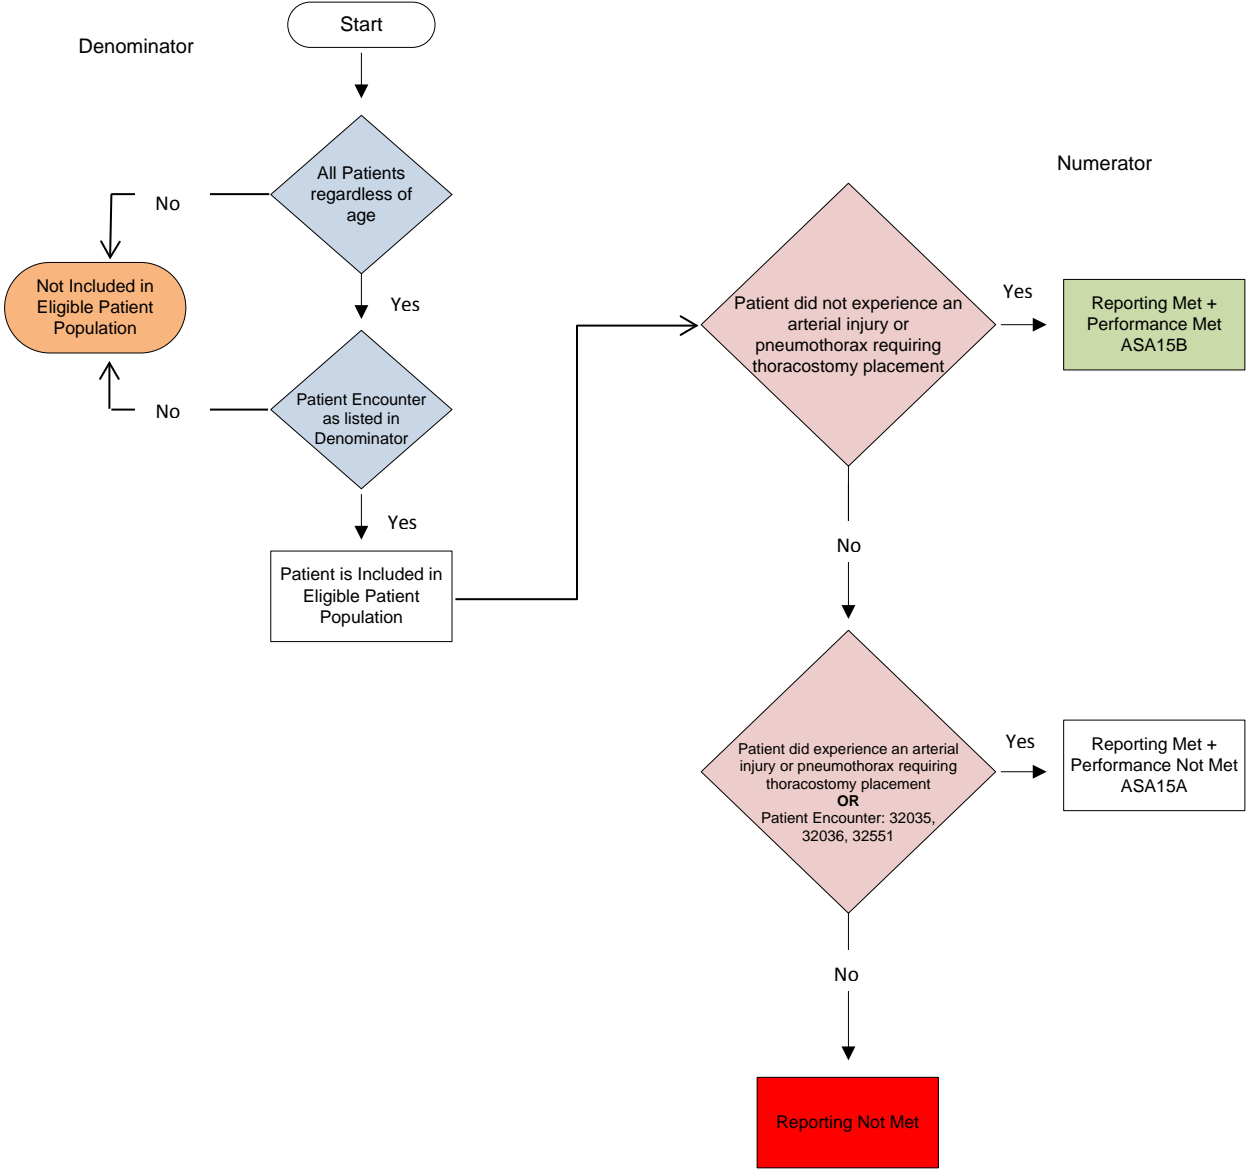 Start
Denominator
All Patients
regardless of
age
No
Not Included in
Eligible Patient
Population
Yes
No
Patient Encounter
as listed in
Denominator
Yes
Patient is Included in
Eligible Patient
Population
Numerator
Patient did not experience an
arterial injury or
pneumothorax requiring
thoracostomy placement
Yes
Reporting Met +
Performance Met
ASA15B
No
Patient did experience an arterial
injury or pneumothorax requiring
thoracostomy placement
OR
Patient Encounter: 32035,
32036, 32551
Yes
Reporting Met +
Performance Not Met
ASA15A
No
Reporting Not Met